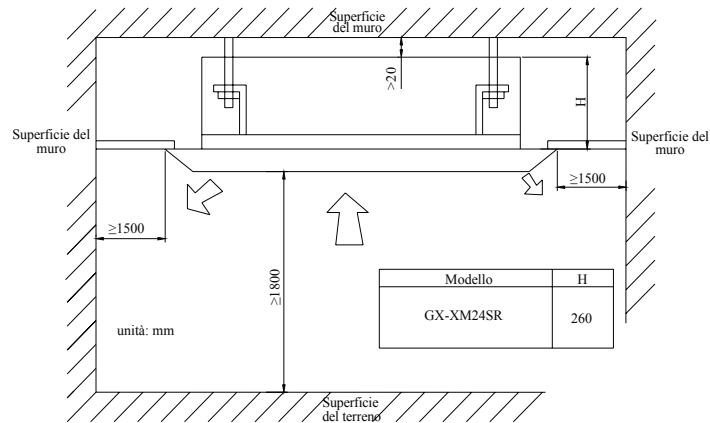 Superficie
del muro
>20
H
Superficie del
muro
Superficie del
muro
≥1500
≥1500
≥1800
Modello H
GX-XM24SR 260
unità: mm
Superficie
del terreno